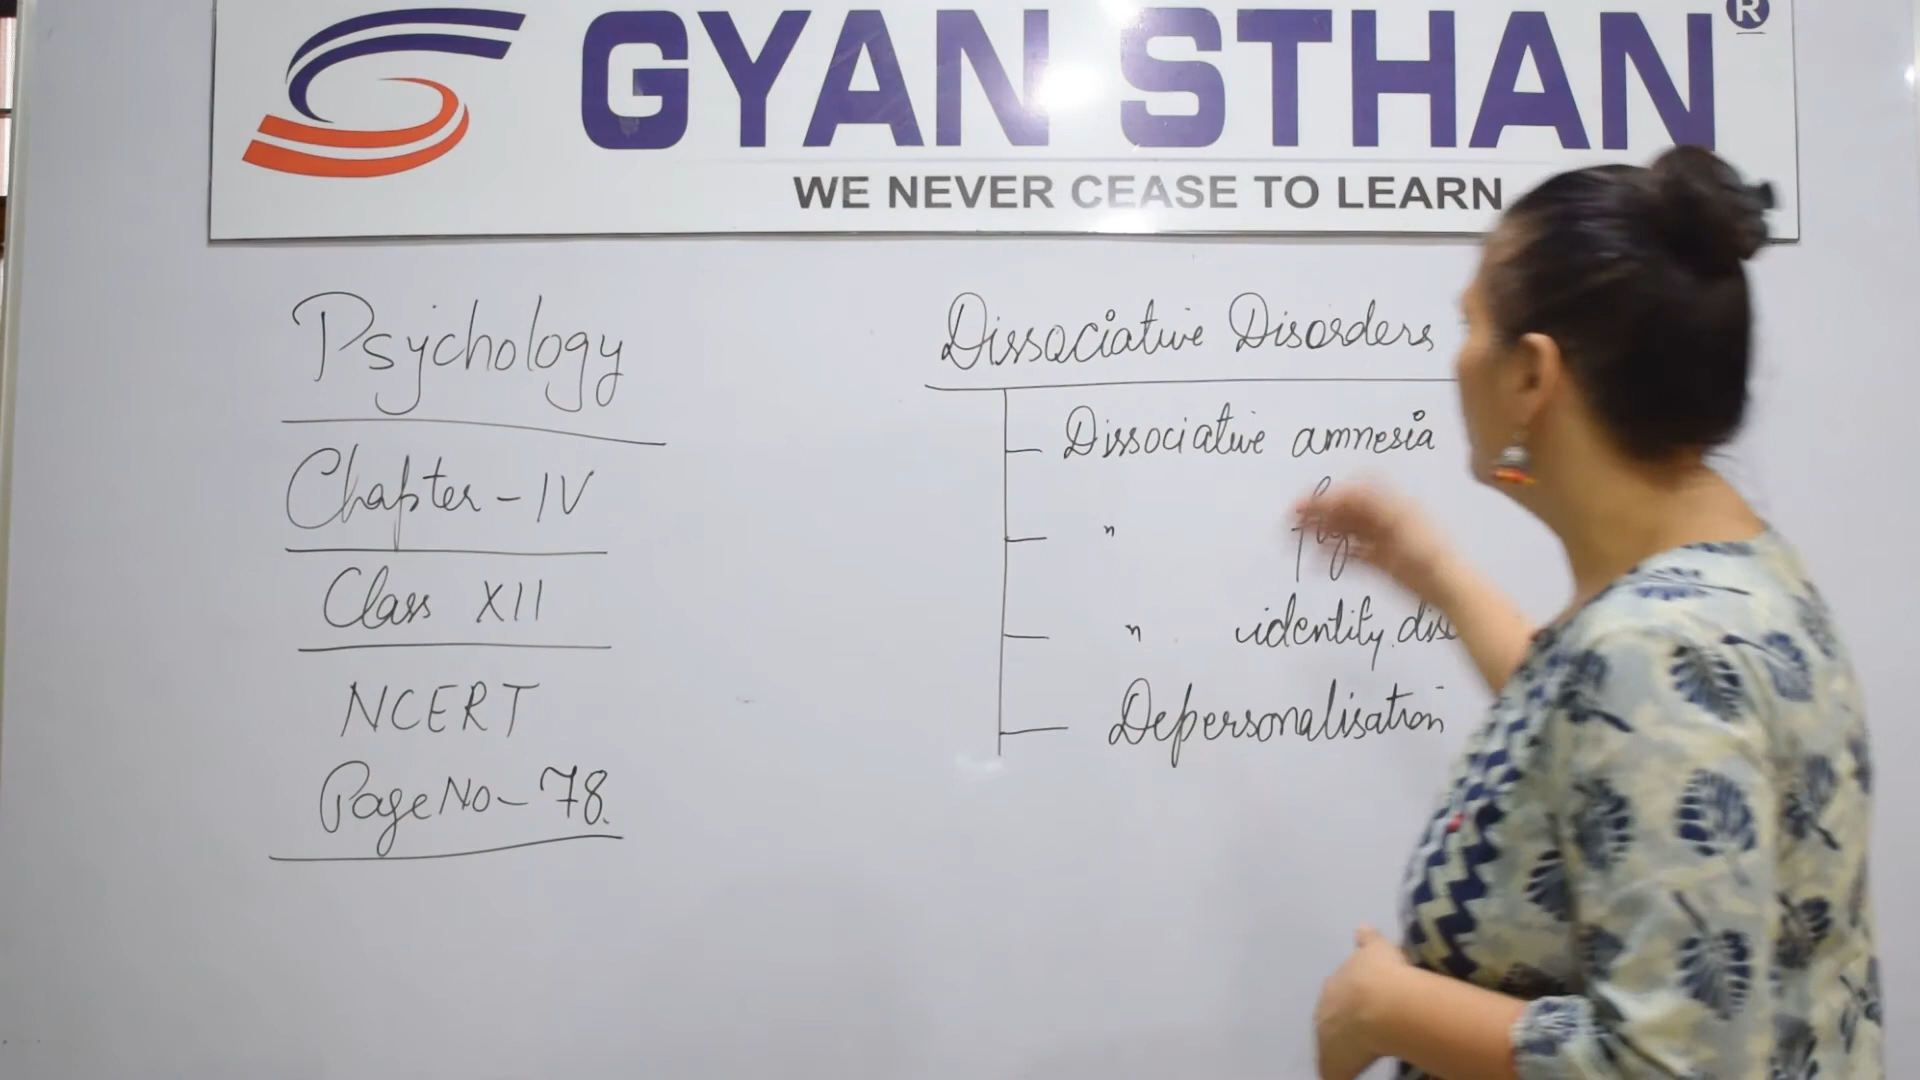 GYAN STHAN®
WE NEVER CEASE TO LEARN
Psychology
Chapter - IV
Class XII
NCERT
Page No - 78.
Dissociative Disorders
Dissociative amnesia
"
" identity
Depersonalisation